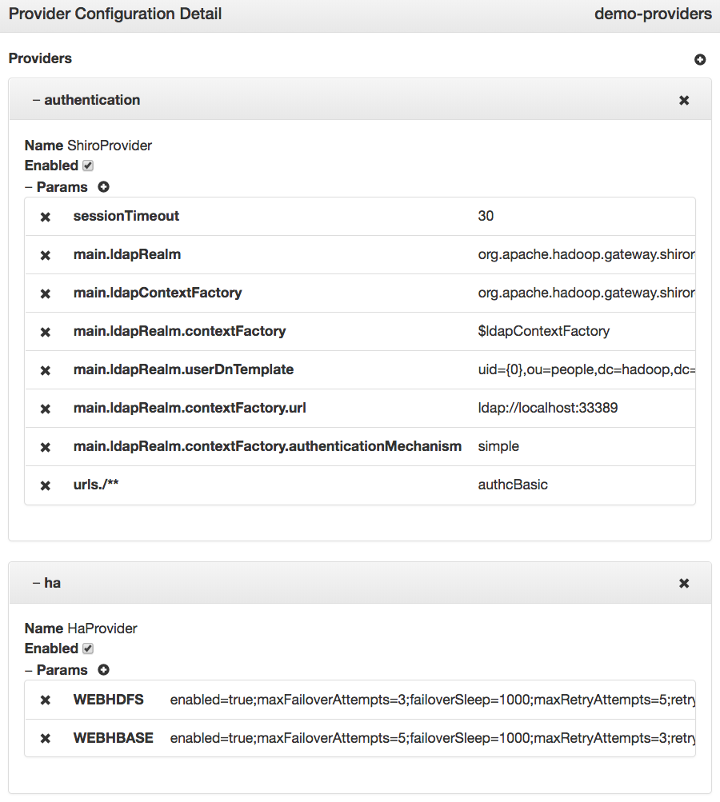 Provider Configuration Detail demo-providers
Providers
– authentication
Name ShiroProvider
Enabled
– Params
sessionTimeout 30
main.ldapRealm org.apache.hadoop.gateway.shiror
main.ldapContextFactory org.apache.hadoop.gateway.shiror
main.ldapRealm.contextFactory $ldapContextFactory
main.ldapRealm.userDnTemplate uid={0},ou=people,dc=hadoop,dc=
main.ldapRealm.contextFactory.url ldap://localhost:33389
main.ldapRealm.contextFactory.authenticationMechanism simple
urls./** authcBasic
– ha
Name HaProvider
Enabled
– Params
WEBHDFS enabled=true;maxFailoverAttempts=3;failoverSleep=1000;maxRetryAttempts=5;retry
WEBHBASE enabled=true;maxFailoverAttempts=5;failoverSleep=1000;maxRetryAttempts=3;retry